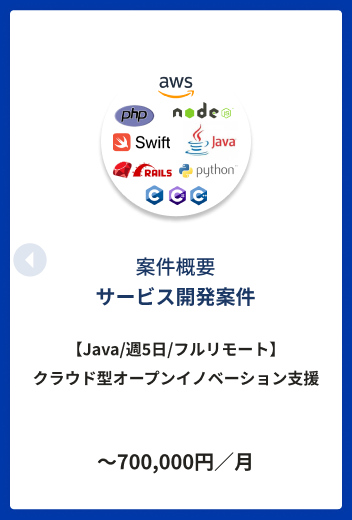 aws
php
node
JS
Swift
Java
RAILS
python
C
C
C++
案件概要
サービス開発案件
【Java/週5日/フルリモート】
クラウド型オープンイノベーション支援
～700,000円／月